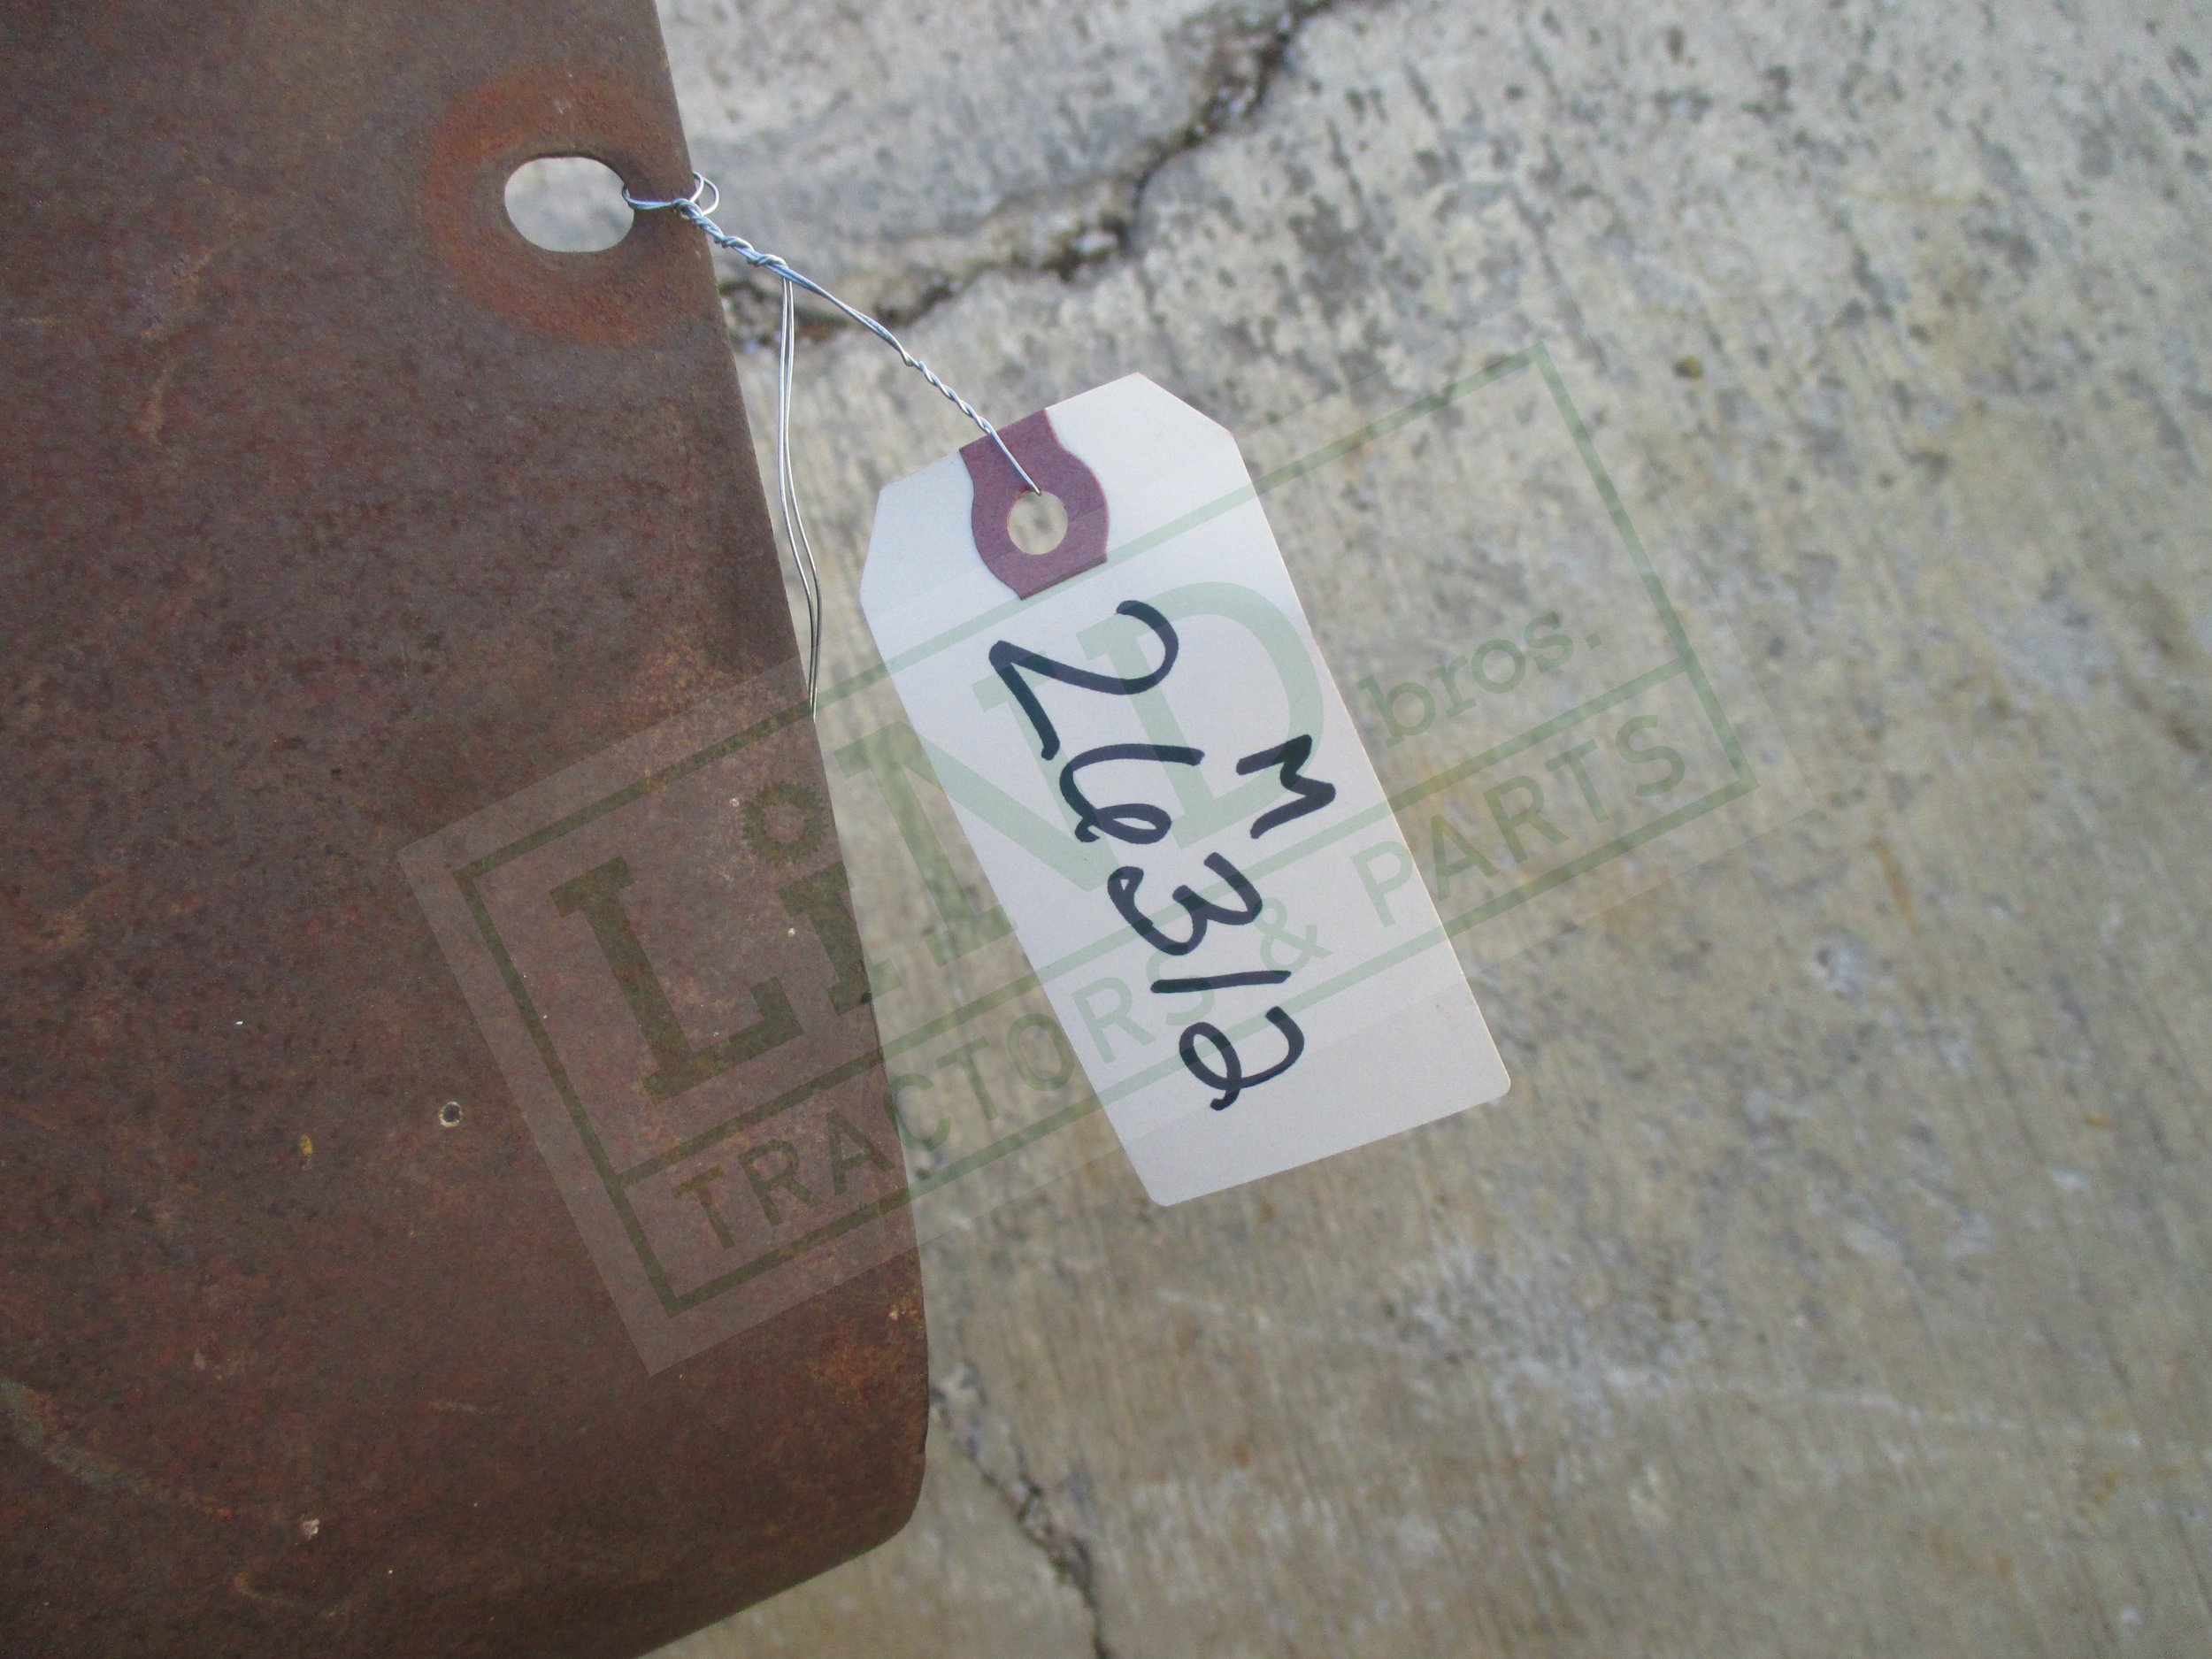 M
26312
LiND bros.
TRACTORS & PARTS